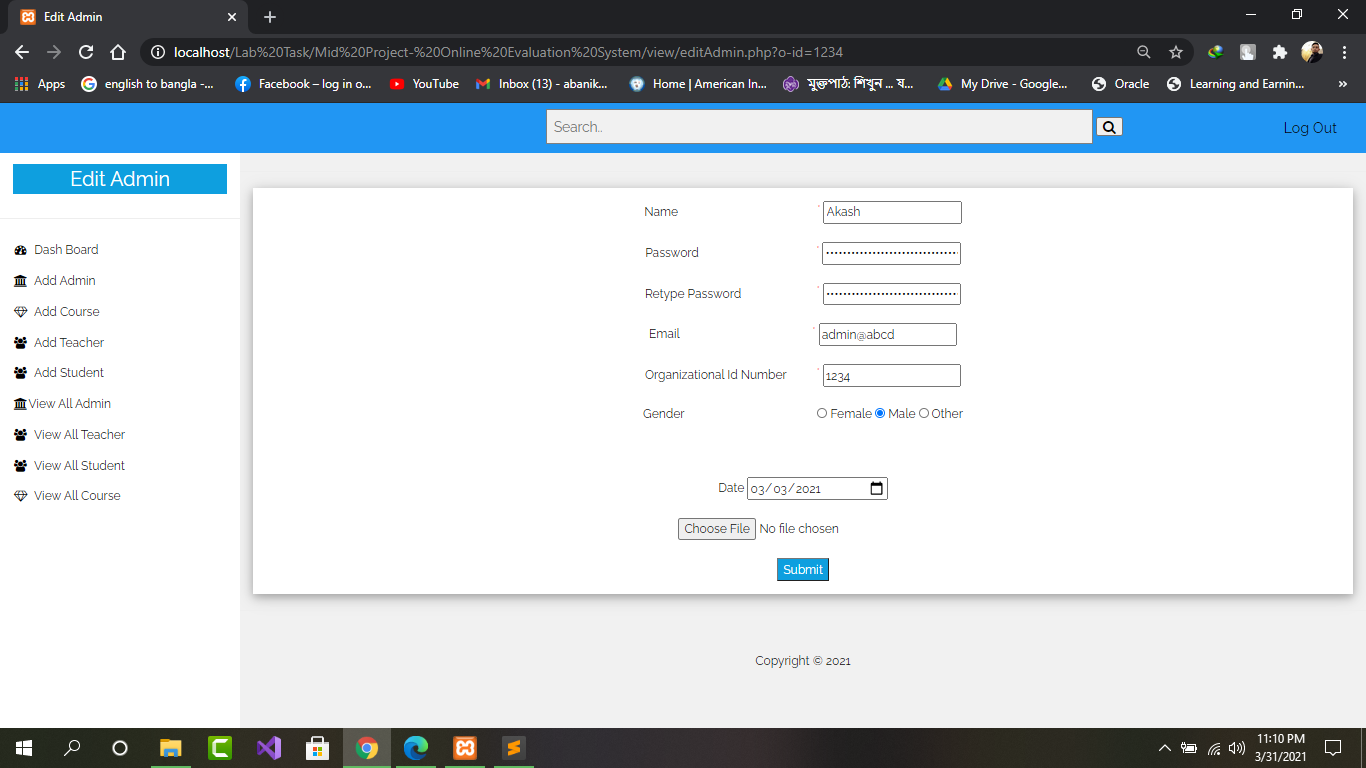 Edit Admin
localhost/Lab%20Task/Mid%20Project-%20Online%20Evaluation%20System/view/editAdmin.php?o-id=1234
Apps english to bangla -... Facebook – log in o... YouTube Inbox (13) - abanik... Home | American In... মুক্তপাঠ: শিখুন ... য... My Drive - Google... Oracle Learning and Earnin... »
Search.. Log Out
Edit Admin
Dash Board
Add Admin
Add Course
Add Teacher
Add Student
View All Admin
View All Teacher
View All Student
View All Course
Name * Akash
Password * ••••••••••••••••••••••••••••••••
Retype Password * ••••••••••••••••••••••••••••••••
Email * admin@abcd
Organizational Id Number * 1234
Gender Female Male Other
Date 03/03/2021
Choose File No file chosen
Submit
Copyright © 2021
11:10 PM
3/31/2021